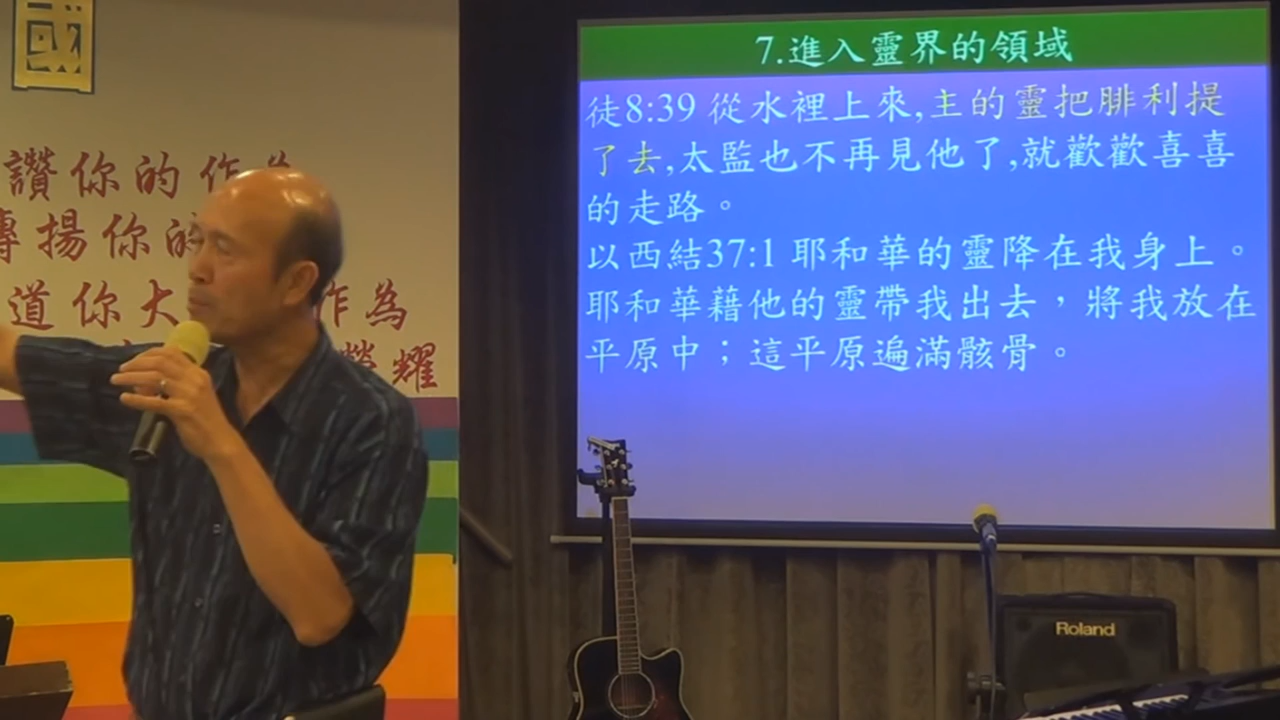 國
讚你的作為
傳揚你的
道你大 作為
榮耀
7.進入靈界的領域
徒8:39 從水裡上來,主的靈把腓利提
了去,太監也不再見他了,就歡歡喜喜
的走路。
以西結37:1 耶和華的靈降在我身上。
耶和華藉他的靈帶我出去，將我放在
平原中；這平原遍滿骸骨。
Roland